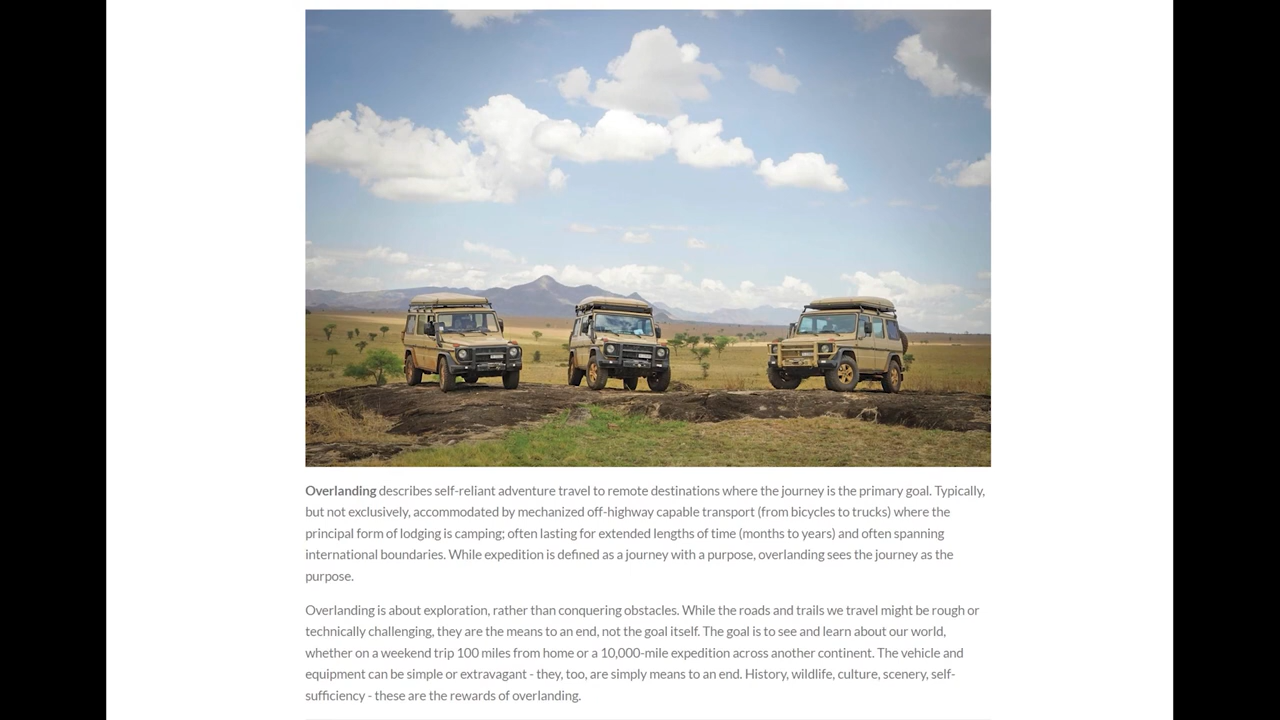 Overlanding describes self-reliant adventure travel to remote destinations where the journey is the primary goal. Typically,
but not exclusively, accommodated by mechanized off-highway capable transport (from bicycles to trucks) where the
principal form of lodging is camping; often lasting for extended lengths of time (months to years) and often spanning
international boundaries. While expedition is defined as a journey with a purpose, overlanding sees the journey as the
purpose.
Overlanding is about exploration, rather than conquering obstacles. While the roads and trails we travel might be rough or
technically challenging, they are the means to an end, not the goal itself. The goal is to see and learn about our world,
whether on a weekend trip 100 miles from home or a 10,000-mile expedition across another continent. The vehicle and
equipment can be simple or extravagant - they, too, are simply means to an end. History, wildlife, culture, scenery, self-
sufficiency - these are the rewards of overlanding.